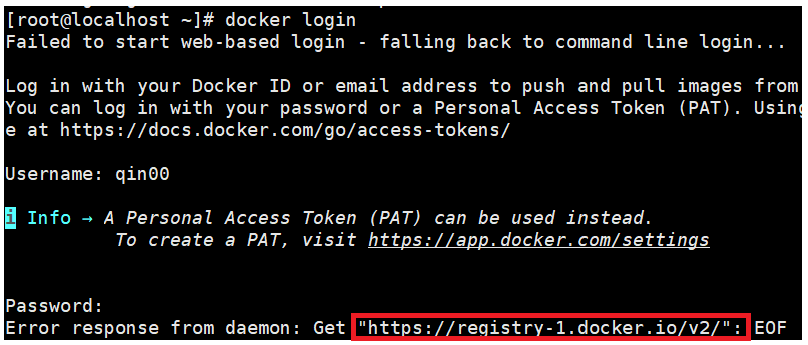 [root@localhost ~]# docker login
Failed to start web-based login - falling back to command line login...
Log in with your Docker ID or email address to push and pull images from
You can log in with your password or a Personal Access Token (PAT). Using
e at https://docs.docker.com/go/access-tokens/
Username: qin00
i Info → A Personal Access Token (PAT) can be used instead.
To create a PAT, visit https://app.docker.com/settings
Password:
Error response from daemon: Get "https://registry-1.docker.io/v2/": EOF